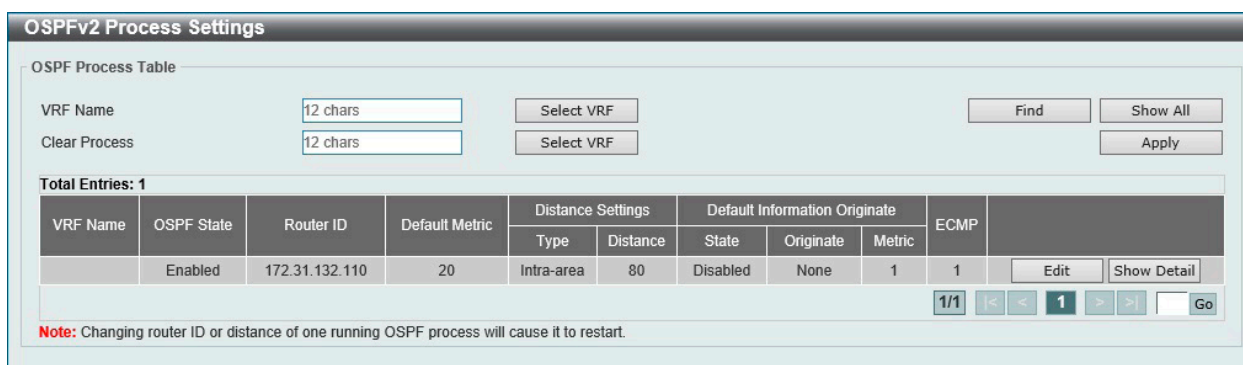 OSPFv2 Process Settings
OSPF Process Table
VRF Name 12 chars Select VRF Find Show All
Clear Process 12 chars Select VRF Apply
Total Entries: 1
VRF Name OSPF State Router ID Default Metric Distance Settings Default Information Originate ECMP
Type Distance State Originate Metric
Enabled 172.31.132.110 20 Intra-area 80 Disabled None 1 1 Edit Show Detail
1/1 |< < 1 > >| Go
Note: Changing router ID or distance of one running OSPF process will cause it to restart.